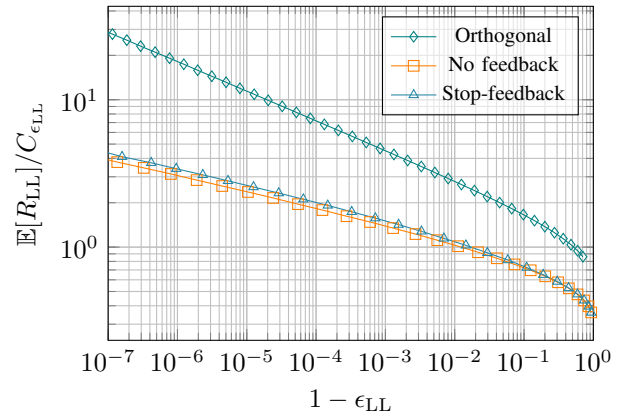 Orthogonal
No feedback
Stop-feedback
𝔼[R_LL]/C_ϵLL
10^1
10^0
10^−7 10^−6 10^−5 10^−4 10^−3 10^−2 10^−1 10^0
1 − ϵ_LL